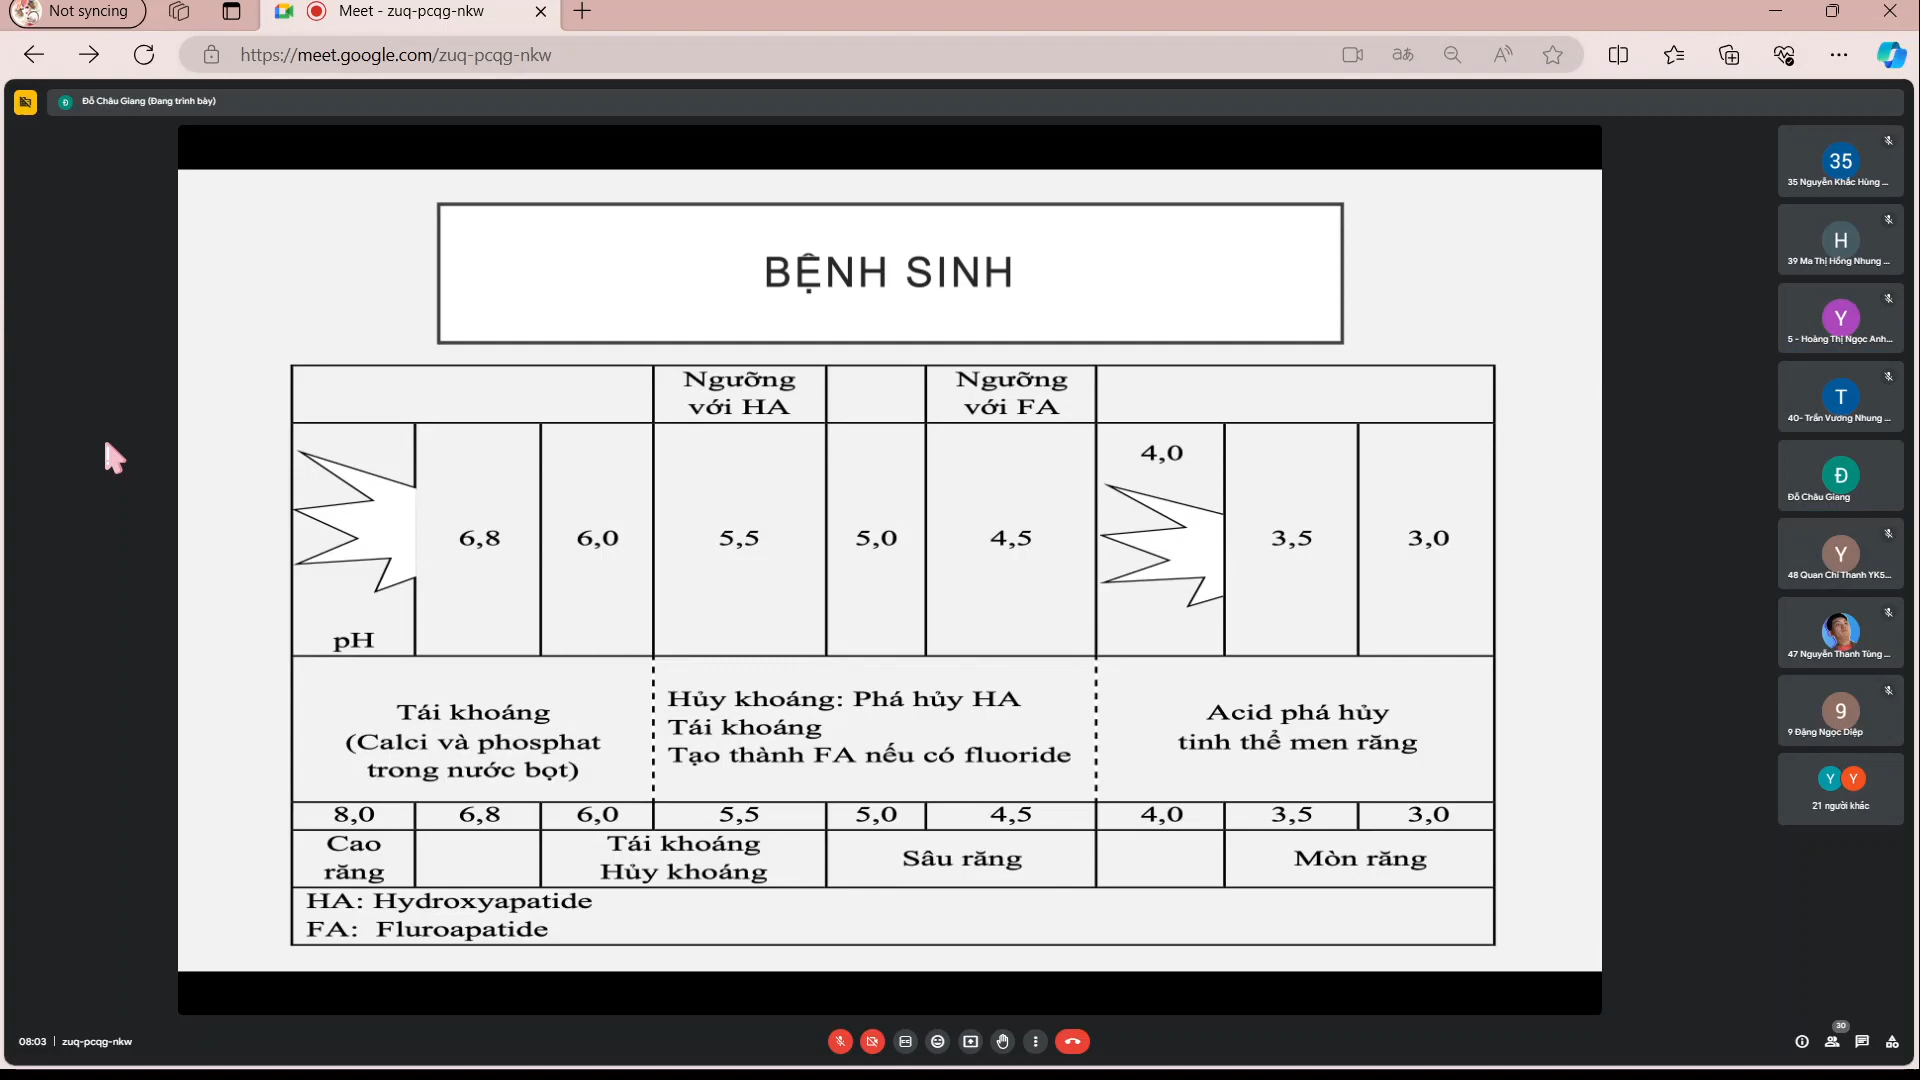 Not syncing
Meet - zuq-pcqg-nkw
https://meet.google.com/zuq-pcqg-nkw
Đỗ Châu Giang (Đang trình bày)
BỆNH SINH
Ngưỡng với HA
Ngưỡng với FA
pH
6,8
6,0
5,5
5,0
4,5
4,0
3,5
3,0
Tái khoáng
(Calci và phosphat
trong nước bọt)
Hủy khoáng: Phá hủy HA
Tái khoáng
Tạo thành FA nếu có fluoride
Acid phá hủy
tinh thể men răng
8,0 6,8 6,0 5,5 5,0 4,5 4,0 3,5 3,0
Cao
răng
Tái khoáng
Hủy khoáng
Sâu răng
Mòn răng
HA: Hydroxyapatide
FA: Fluroapatide
35
35 Nguyễn Khắc Hùng ...
H
39 Ma Thị Hồng Nhung ...
Y
5 - Hoàng Thị Ngọc Anh...
T
40- Trần Vương Nhung ...
Đ
Đỗ Châu Giang
Y
48 Quan Chí Thanh YK5...
47 Nguyễn Thanh Tùng ...
9
9 Đặng Ngọc Diệp
Y Y
21 người khác
08:03 | zuq-pcqg-nkw
30